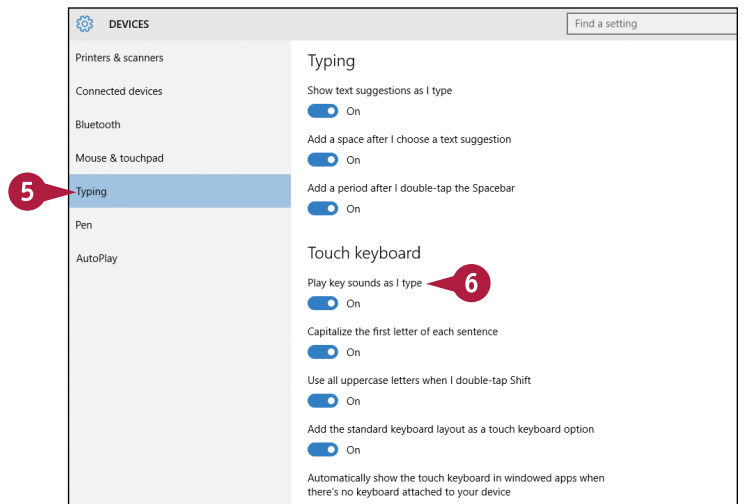 DEVICES
Find a setting
Printers & scanners
Connected devices
Bluetooth
Mouse & touchpad
5
Typing
Pen
AutoPlay
Typing
Show text suggestions as I type
On
Add a space after I choose a text suggestion
On
Add a period after I double-tap the Spacebar
On
Touch keyboard
Play key sounds as I type
6
On
Capitalize the first letter of each sentence
On
Use all uppercase letters when I double-tap Shift
On
Add the standard keyboard layout as a touch keyboard option
On
Automatically show the touch keyboard in windowed apps when
there's no keyboard attached to your device